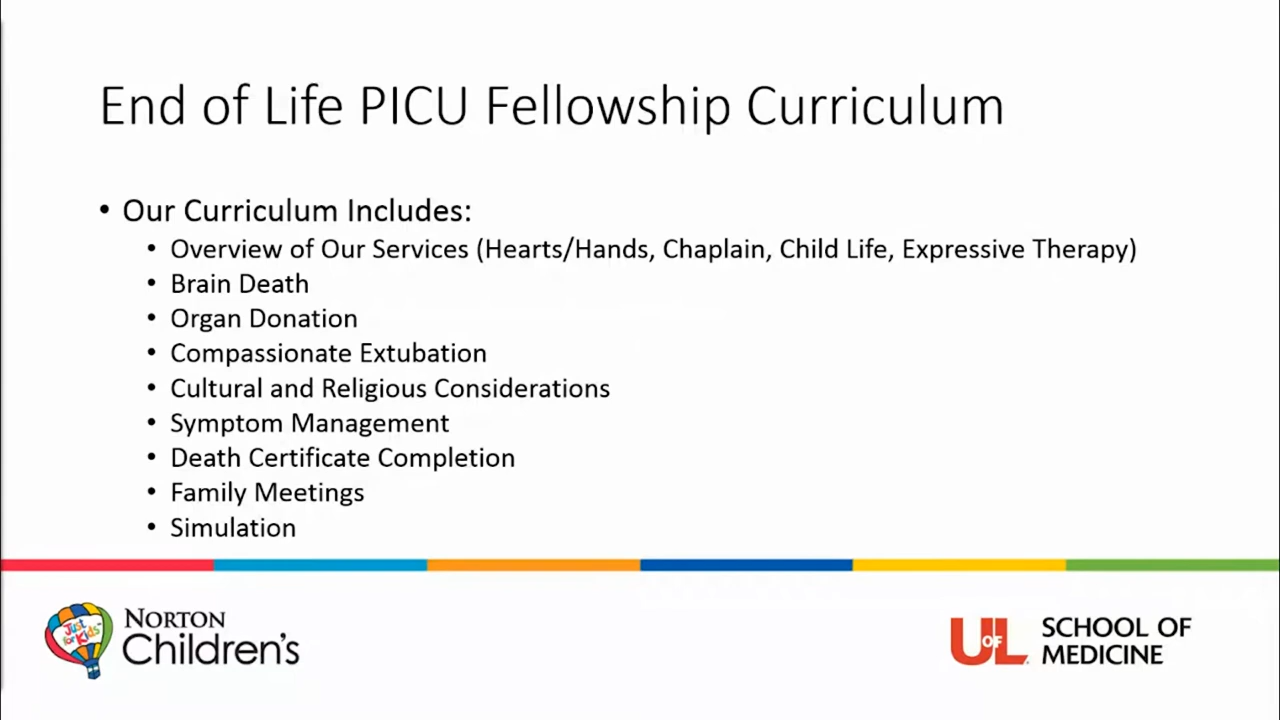 End of Life PICU Fellowship Curriculum
• Our Curriculum Includes:
• Overview of Our Services (Hearts/Hands, Chaplain, Child Life, Expressive Therapy)
• Brain Death
• Organ Donation
• Compassionate Extubation
• Cultural and Religious Considerations
• Symptom Management
• Death Certificate Completion
• Family Meetings
• Simulation
Just
for Kids
NORTON
Children's
UOFL
SCHOOL OF
MEDICINE